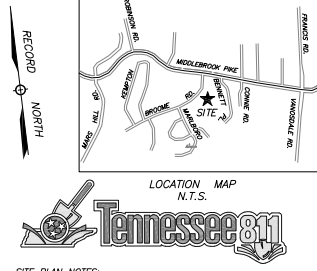 RECORD NORTH
ROBINSON RD.
FRANCIS RD.
MIDDLEBROOK PIKE
KEMPTON
BROOME RD.
BENNETT PL
CONNIE RD.
VANOSDALE RD.
MARS HILL RD.
MARLBORO
SITE
LOCATION MAP
N.T.S.
Tennessee 811
SITE PLAN NOTES: